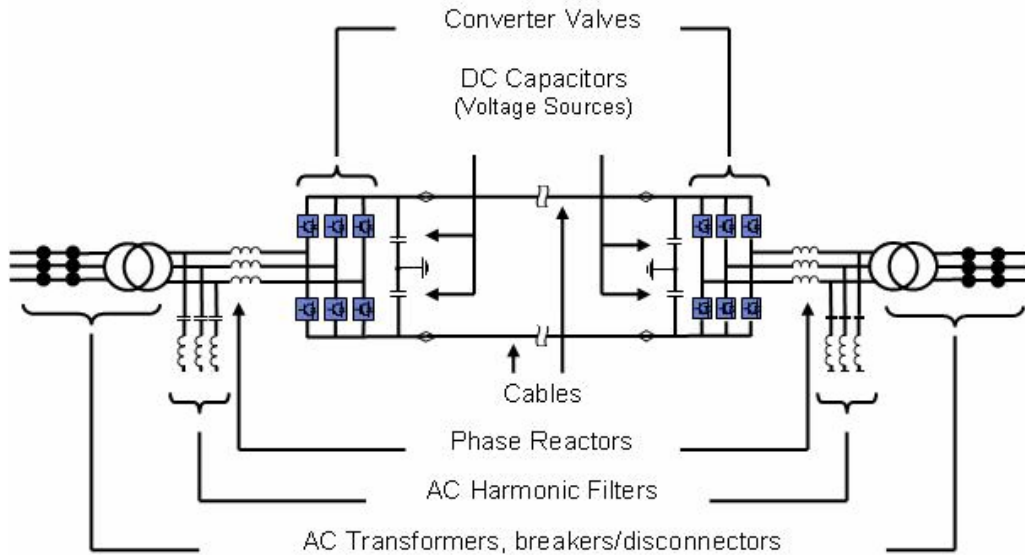 Converter Valves
DC Capacitors
(Voltage Sources)
Cables
Phase Reactors
AC Harmonic Filters
AC Transformers, breakers/disconnectors